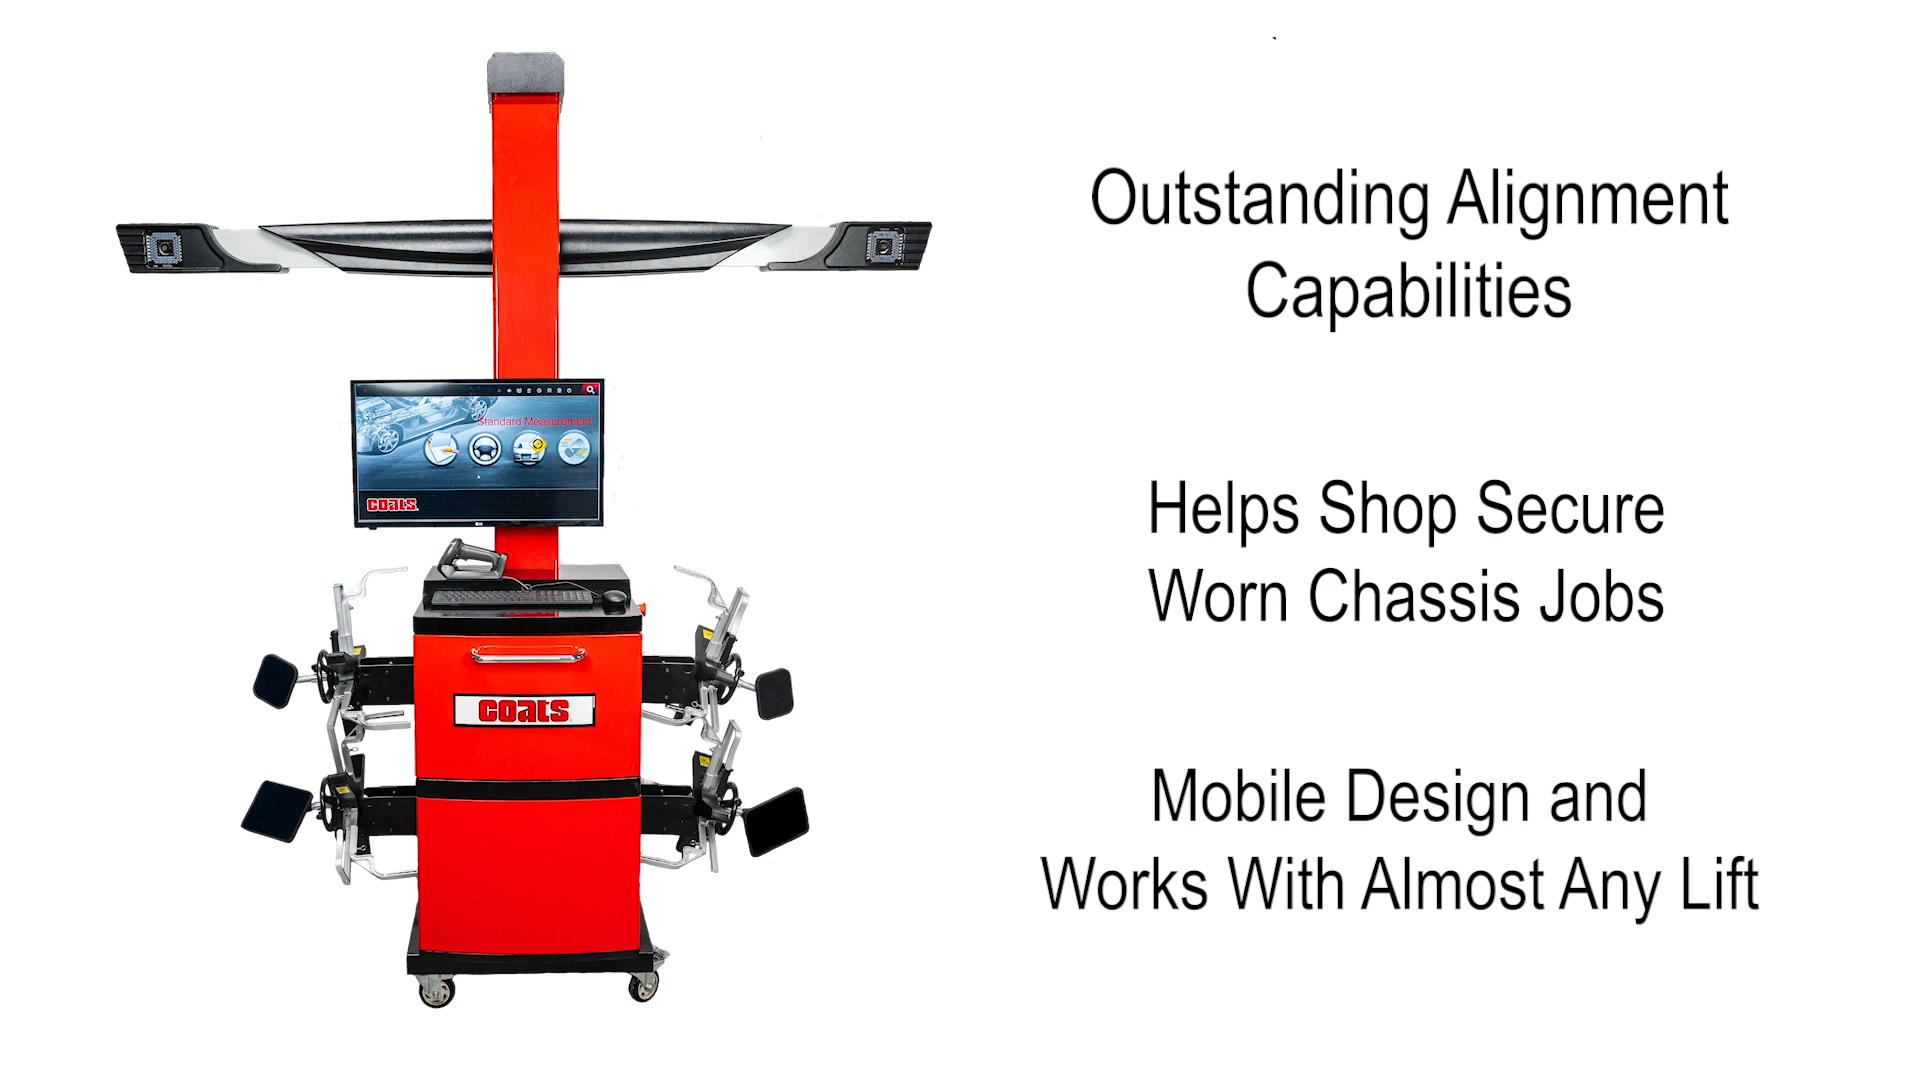 Outstanding Alignment
Capabilities
Standard Measurement
COATS
Helps Shop Secure
Worn Chassis Jobs
COATS
Mobile Design and
Works With Almost Any Lift